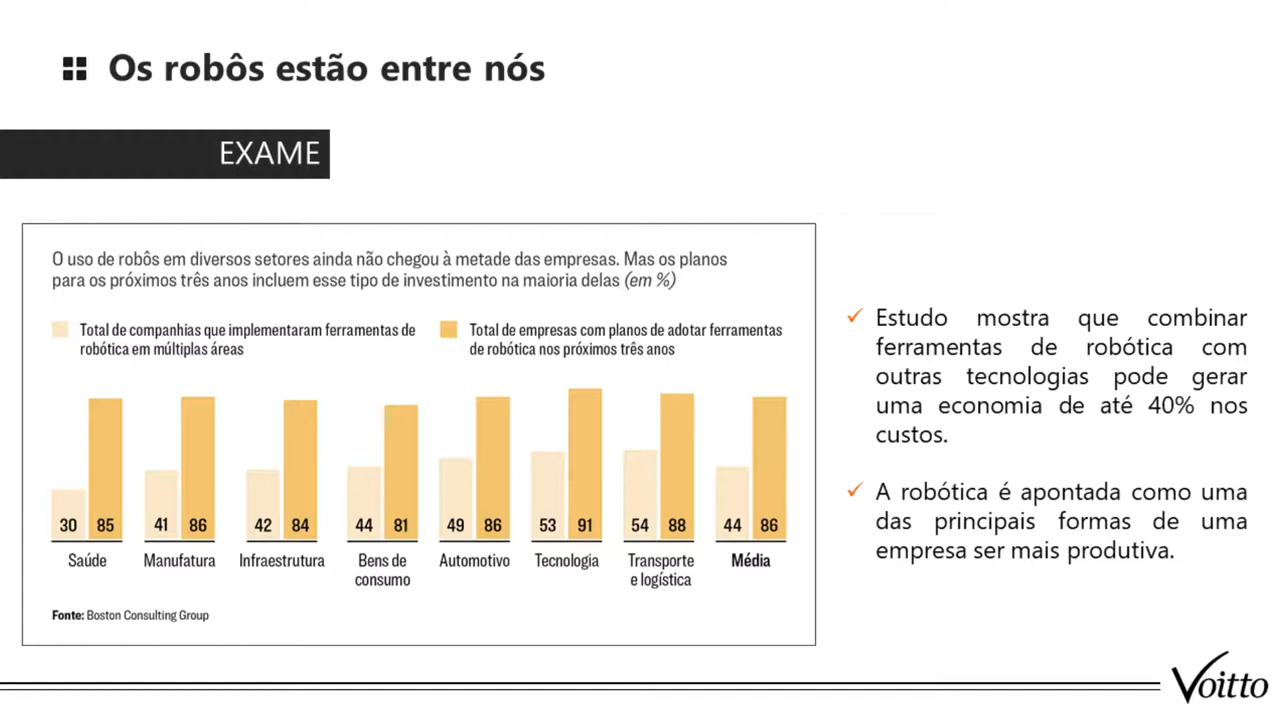 Os robôs estão entre nós
EXAME
O uso de robôs em diversos setores ainda não chegou à metade das empresas. Mas os planos
para os próximos três anos incluem esse tipo de investimento na maioria delas (em %)
Total de companhias que implementaram ferramentas de
robótica em múltiplas áreas
Total de empresas com planos de adotar ferramentas
de robótica nos próximos três anos
30 85 41 86 42 84 44 81 49 86 53 91 54 88 44 86
Saúde Manufatura Infraestrutura Bens de Automotivo Tecnologia Transporte Média
consumo e logística
Fonte: Boston Consulting Group
Estudo mostra que combinar
ferramentas de robótica com
outras tecnologias pode gerar
uma economia de até 40% nos
custos.
A robótica é apontada como uma
das principais formas de uma
empresa ser mais produtiva.
Voitto